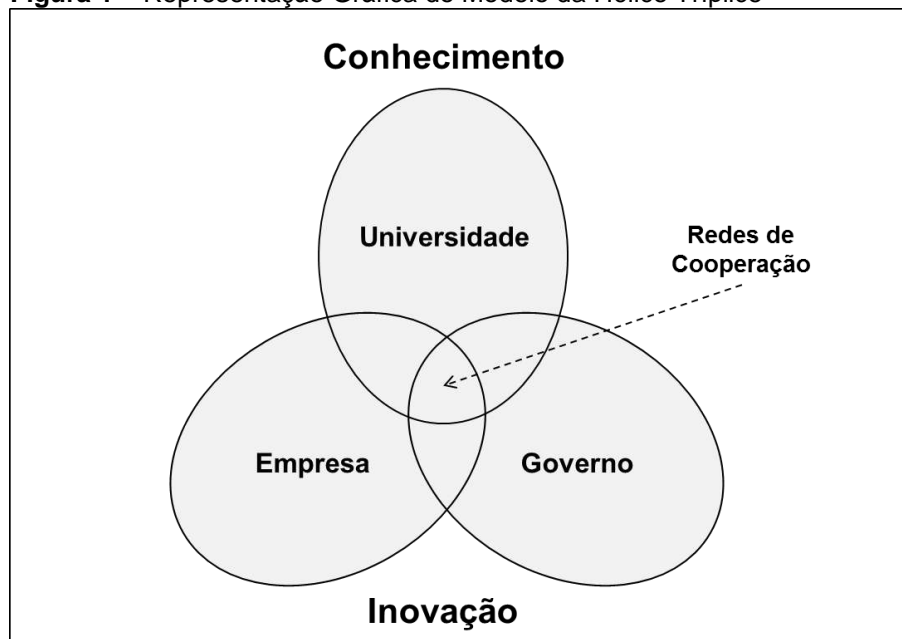 Figura 1 – Representação Gráfica do Modelo da Hélice Tríplice
Conhecimento
Universidade
Redes de
Cooperação
Empresa
Governo
Inovação